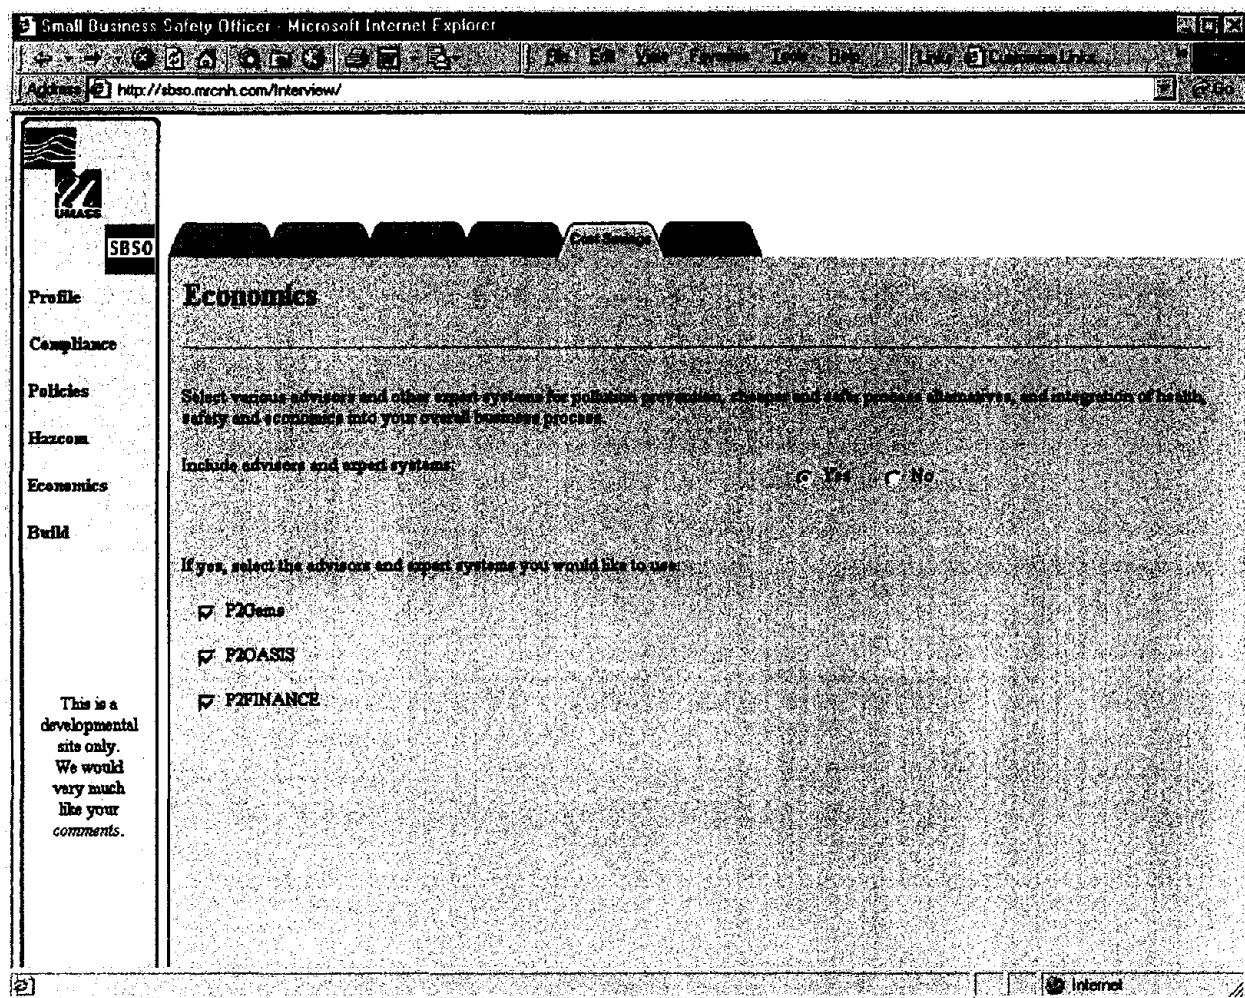 Small Business Safety Officer - Microsoft Internet Explorer
File Edit View Favorites Tools Help Links Customize Links
Address http://sbso.mrcnh.com/Interview/ Go
UMASS
SBSO
Cost Savings
Profile
Compliance
Policies
Hazcom
Economics
Build
This is a
developmental
site only.
We would
very much
like your
comments.
Economics
Select various advisors and other expert systems for pollution prevention, cheaper and safer process alternatives, and integration of health,
safety and economics into your overall business process.
Include advisors and expert systems: Yes No
If yes, select the advisors and expert systems you would like to use:
P2Gems
P2OASIS
P2FINANCE
Internet